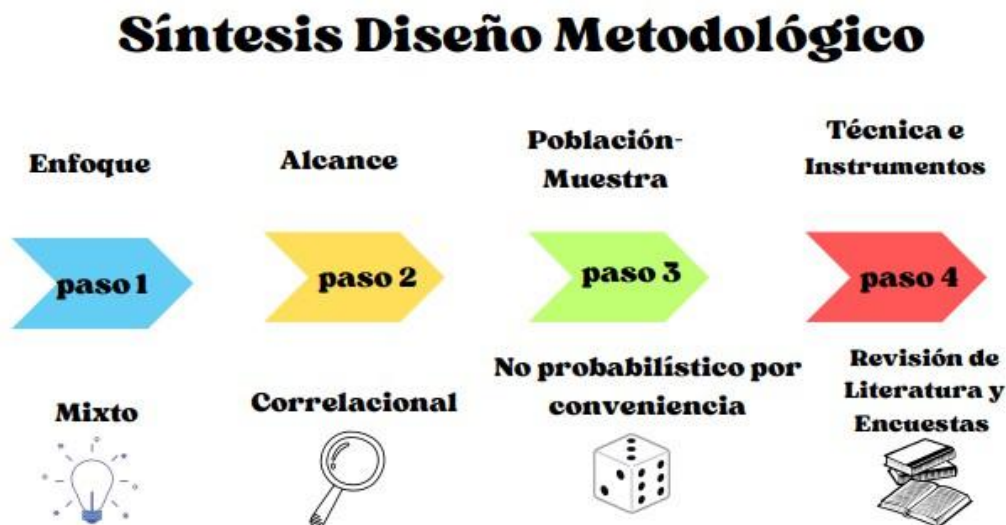 Síntesis Diseño Metodológico
Enfoque
Alcance
Población-
Muestra
Técnica e
Instrumentos
paso 1
paso 2
paso 3
paso 4
Mixto
Correlacional
No probabilístico por
conveniencia
Revisión de
Literatura y
Encuestas